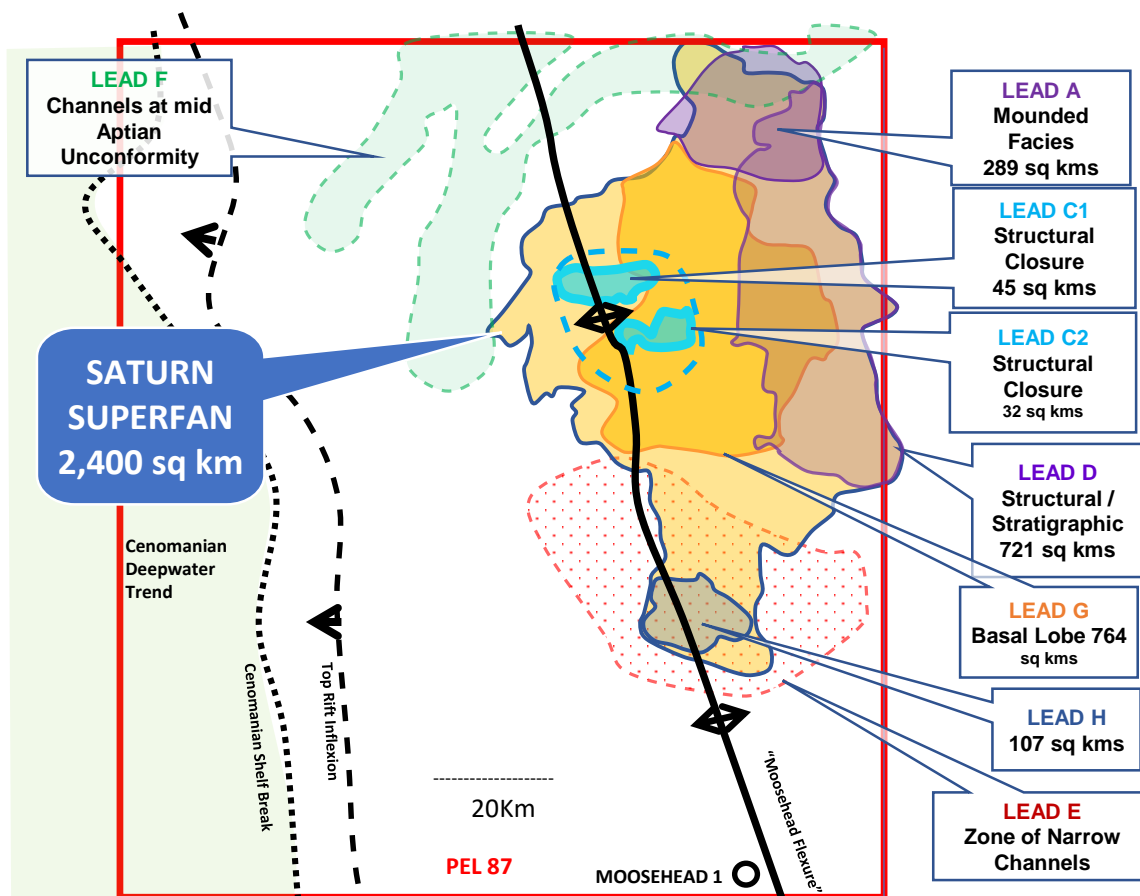 LEAD F
Channels at mid
Aptian
Unconformity
LEAD A
Mounded
Facies
289 sq kms
LEAD C1
Structural
Closure
45 sq kms
LEAD C2
Structural
Closure
32 sq kms
SATURN
SUPERFAN
2,400 sq km
LEAD D
Structural /
Stratigraphic
721 sq kms
Cenomanian
Deepwater
Trend
LEAD G
Basal Lobe 764
sq kms
Cenomanian Shelf Break
Top Rift Inflexion
LEAD H
107 sq kms
"Moosehead Flexure"
20Km
LEAD E
Zone of Narrow
Channels
PEL 87
MOOSEHEAD 1